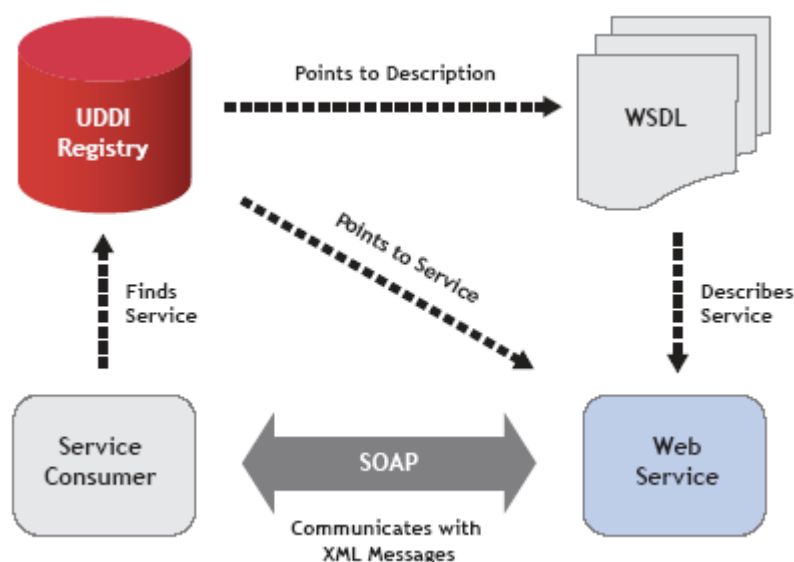 UDDI
Registry
Points to Description
WSDL
Points to Service
Finds
Service
Describes
Service
Service
Consumer
SOAP
Web
Service
Communicates with
XML Messages